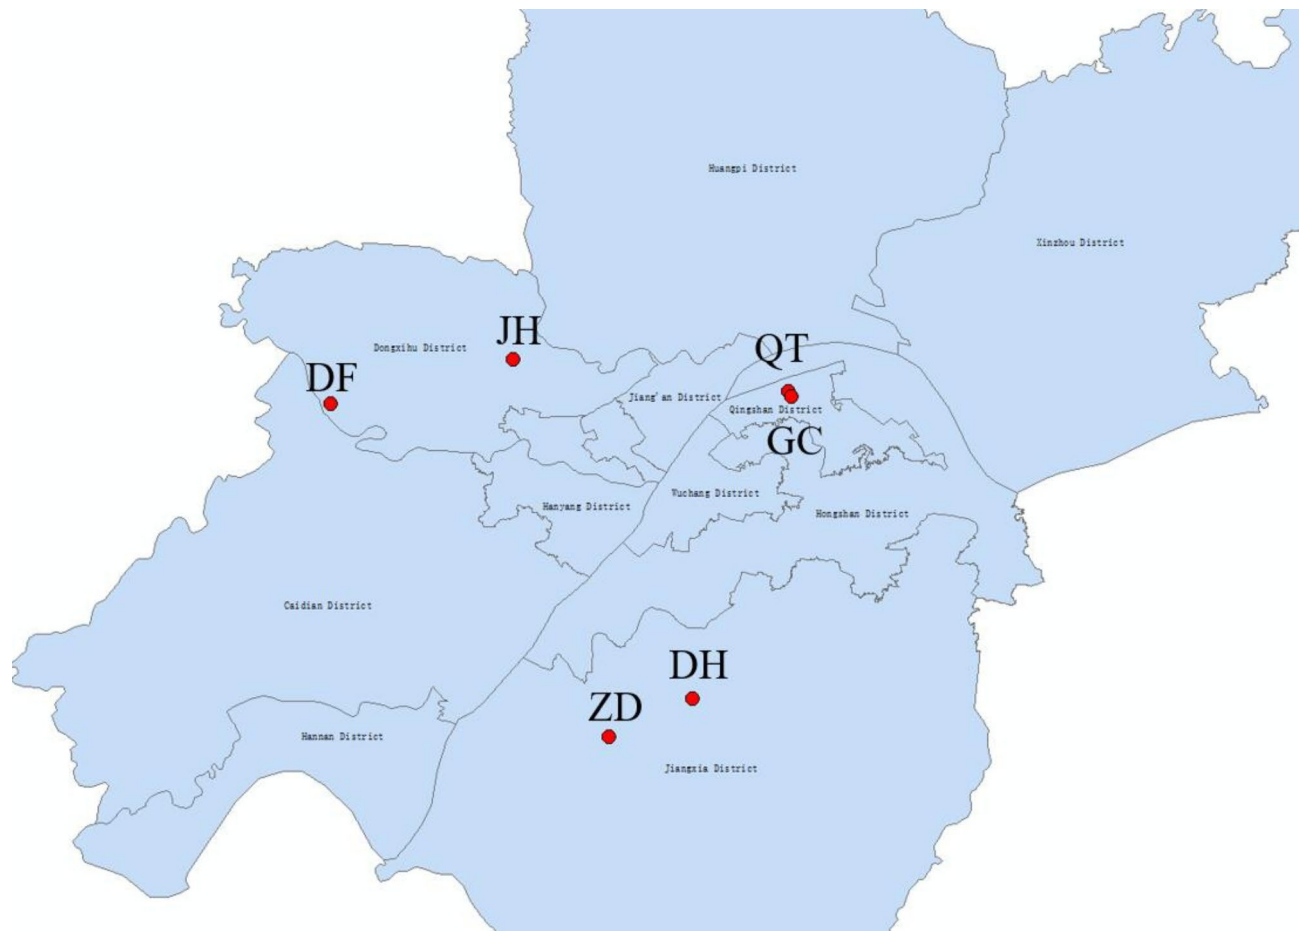 Huangpi District
Xinzhou District
JH
Dongxihu District
QT
DF
Jiang'an District
Qingshan District
GC
Wuchang District
Hanyang District
Hongshan District
Caidian District
DH
ZD
Hannan District
Jiangxia District